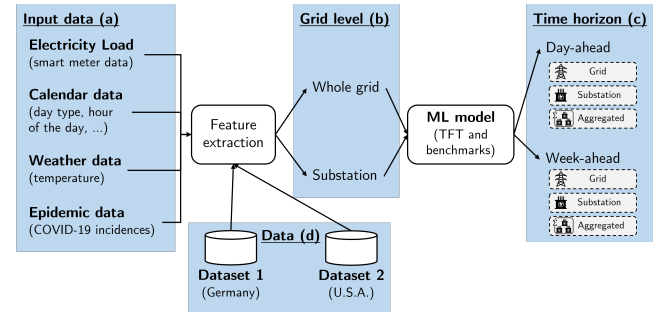 Input data (a)
Electricity Load
(smart meter data)
Calendar data
(day type, hour
of the day, ...)
Weather data
(temperature)
Epidemic data
(COVID-19 incidences)
Feature
extraction
Grid level (b)
Whole grid
Substation
ML model
(TFT and
benchmarks)
Time horizon (c)
Day-ahead
Grid
Substation
Σ Aggregated
Week-ahead
Grid
Substation
Σ Aggregated
Data (d)
Dataset 1
(Germany)
Dataset 2
(U.S.A.)